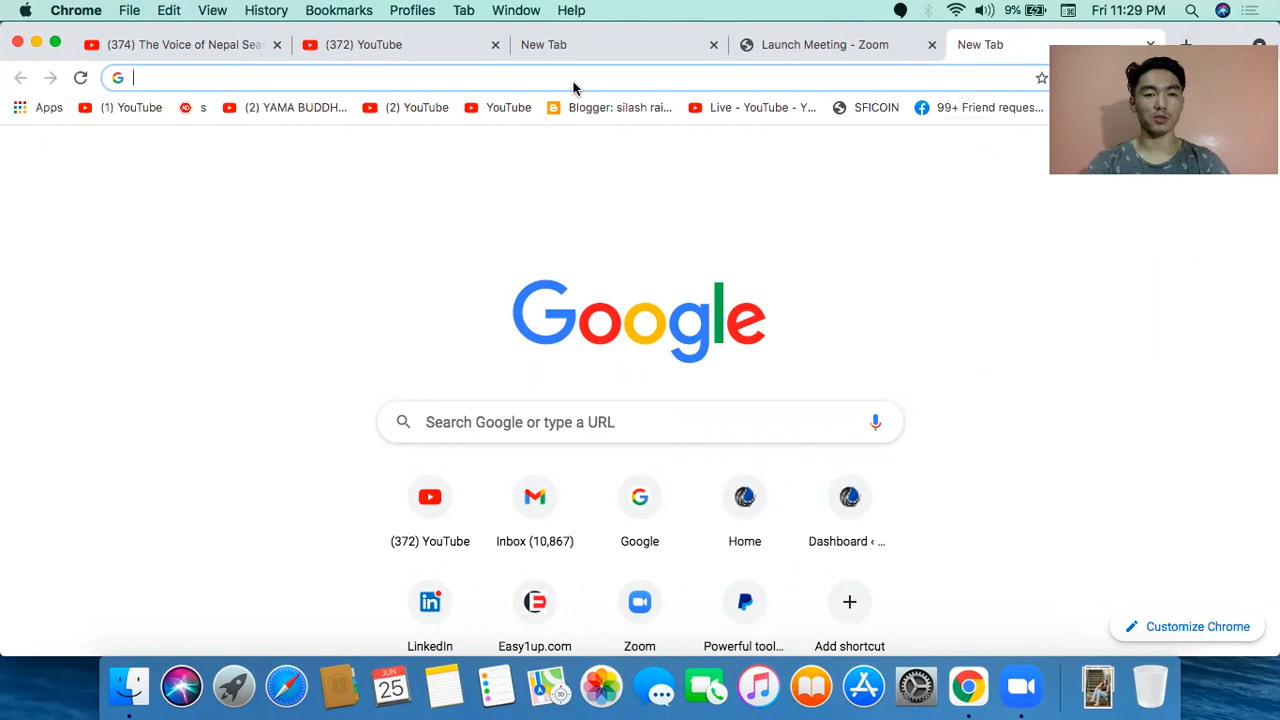 Chrome File Edit View History Bookmarks Profiles Tab Window Help 9% Fri 11:29 PM
(374) The Voice of Nepal Sea (372) YouTube New Tab Launch Meeting - Zoom New Tab
Apps (1) YouTube s (2) YAMA BUDDH... (2) YouTube YouTube Blogger: silash rai... Live - YouTube - Y... SFICOIN 99+ Friend reques...
Google
Search Google or type a URL
(372) YouTube Inbox (10,867) Google Home Dashboard ‹ ...
LinkedIn Easy1up.com Zoom Powerful tool... Add shortcut
Customize Chrome
JUN
25